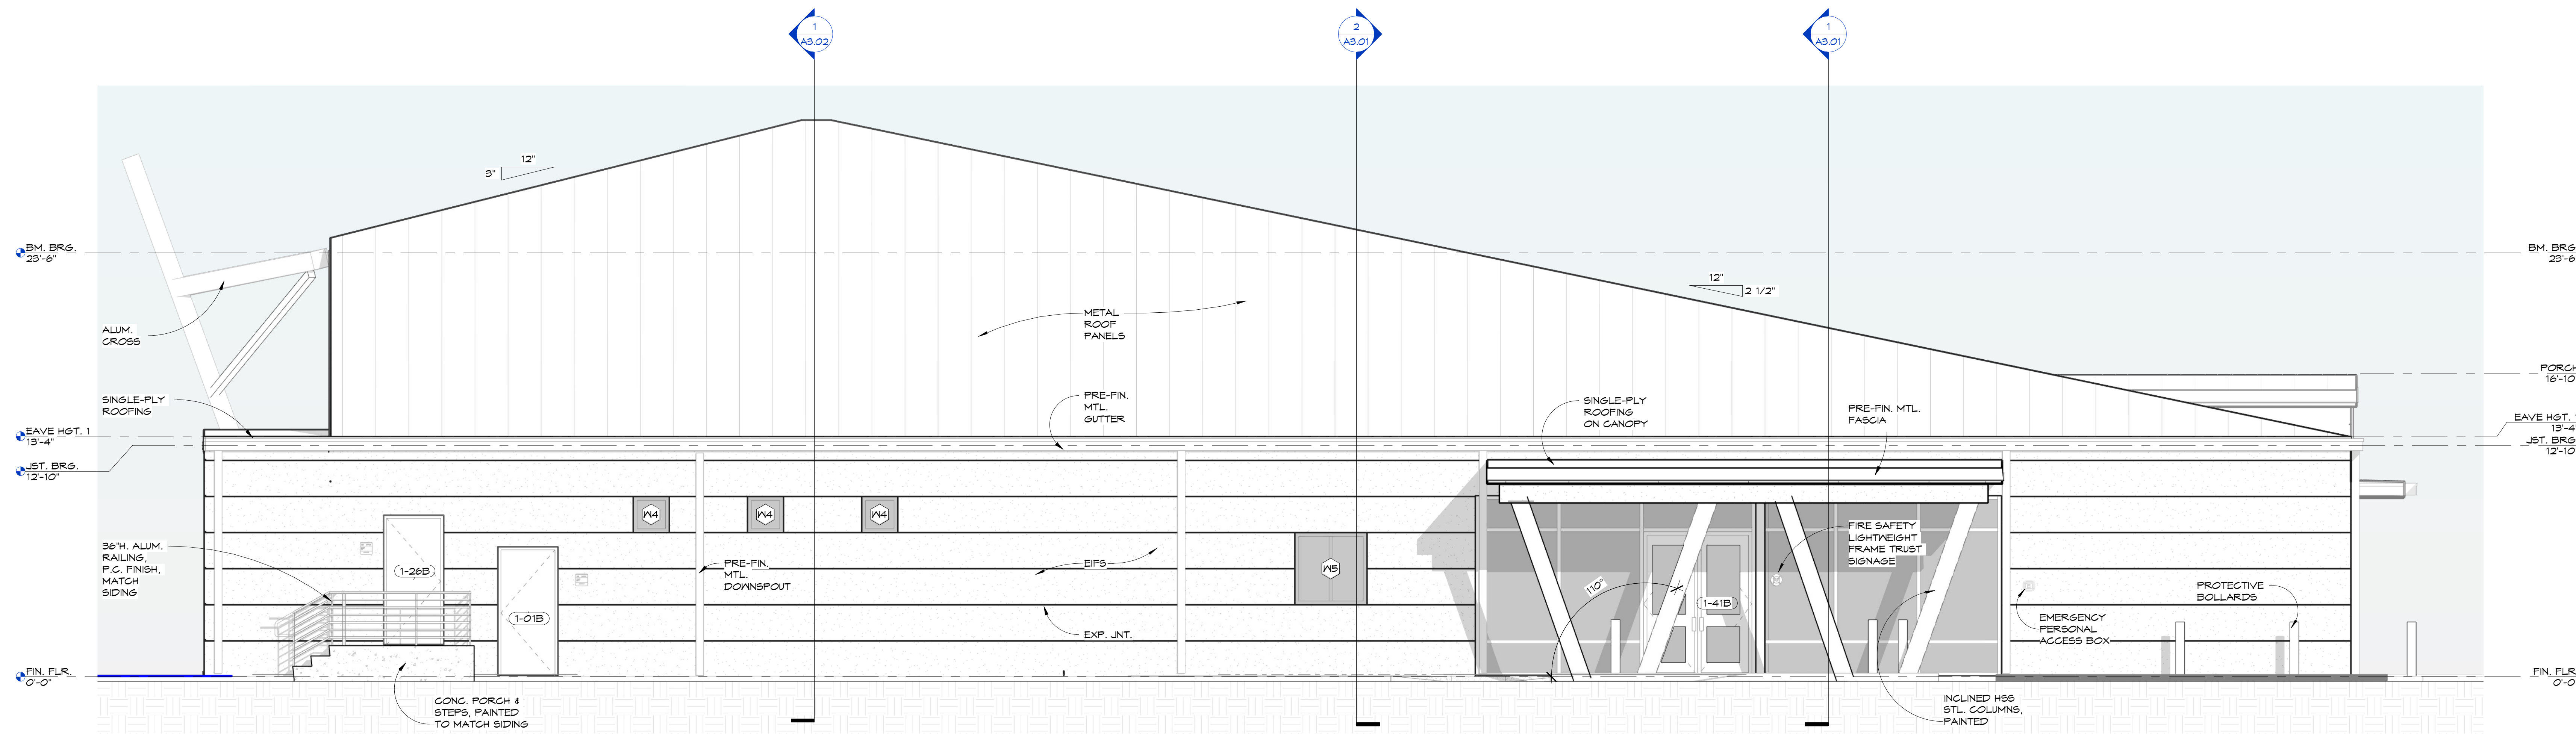 1
A3.02
2
A3.01
1
A3.01
12"
3"
BM. BRG.
23'-6"
BM. BRG
23'-6
12"
2 1/2"
METAL
ROOF
PANELS
ALUM.
CROSS
PORCH
16'-10
SINGLE-PLY
ROOFING
PRE-FIN.
MTL.
GUTTER
SINGLE-PLY
ROOFING
ON CANOPY
PRE-FIN. MTL.
FASCIA
EAVE HGT. 1
13'-4"
EAVE HGT.
13'-4
JST. BRG.
12'-10"
JST. BRG
12'-10
W4
W4
W4
36"H. ALUM.
RAILING,
P.C. FINISH,
MATCH
SIDING
1-26B
1-01B
PRE-FIN.
MTL.
DOWNSPOUT
EIFS
EXP. JNT.
W5
110°
1-41B
FIRE SAFETY
LIGHTWEIGHT
FRAME TRUST
SIGNAGE
EMERGENCY
PERSONAL
ACCESS BOX
PROTECTIVE
BOLLARDS
FIN. FLR.
0'-0"
FIN. FLR
0'-0
CONC. PORCH &
STEPS, PAINTED
TO MATCH SIDING
INCLINED HSS
STL. COLUMNS,
PAINTED